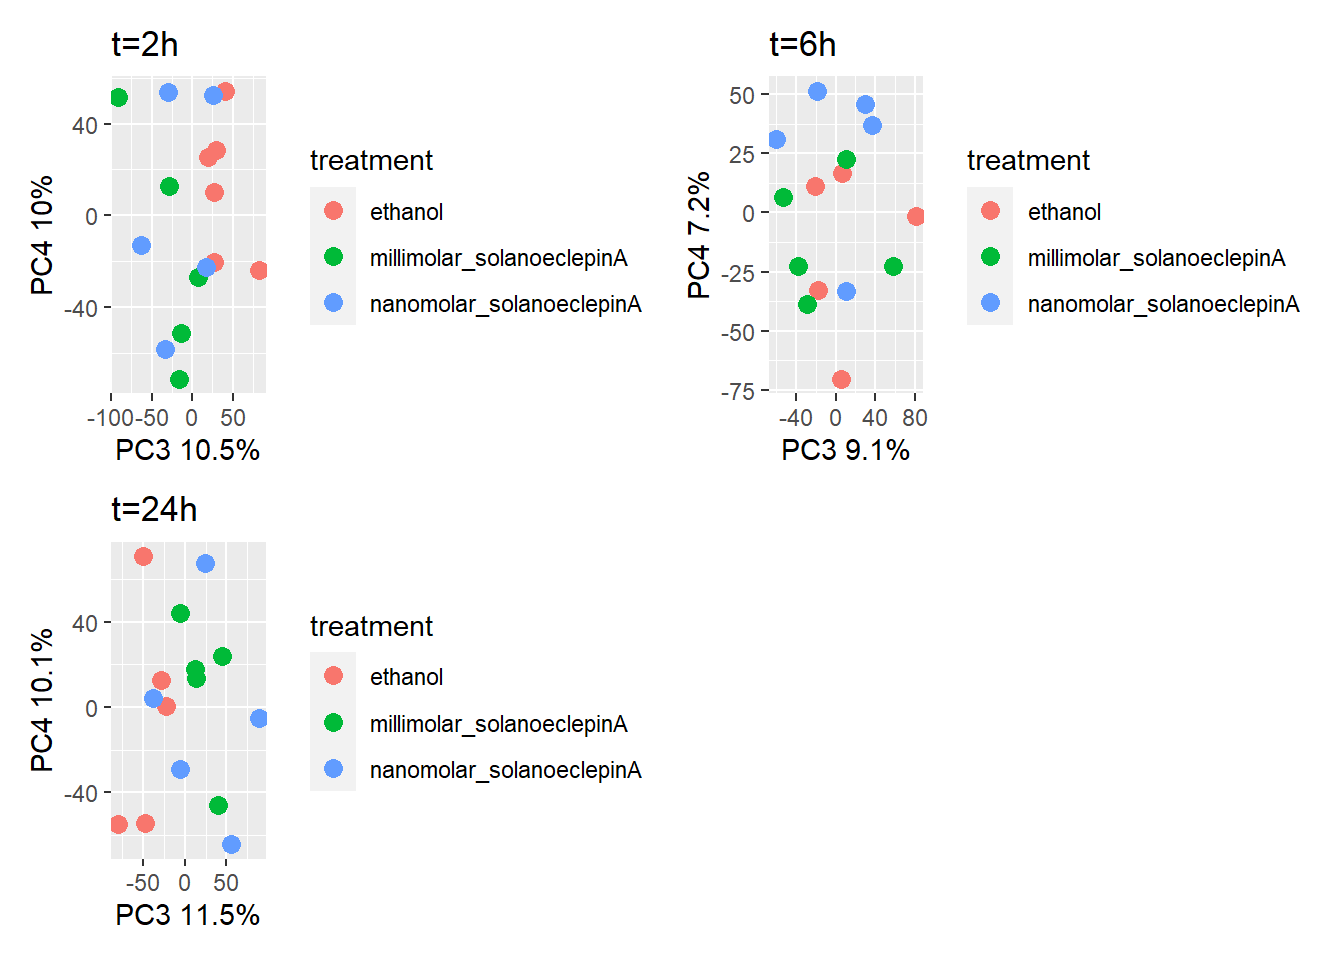 t=2h
PC4 10%
40
0
-40
-100
-50
0
50
PC3 10.5%
treatment
ethanol
millimolar_solanoeclepinA
nanomolar_solanoeclepinA
t=6h
PC4 7.2%
50
25
0
-25
-50
-75
-40
0
40
80
PC3 9.1%
treatment
ethanol
millimolar_solanoeclepinA
nanomolar_solanoeclepinA
t=24h
PC4 10.1%
40
0
-40
-50
0
50
PC3 11.5%
treatment
ethanol
millimolar_solanoeclepinA
nanomolar_solanoeclepinA